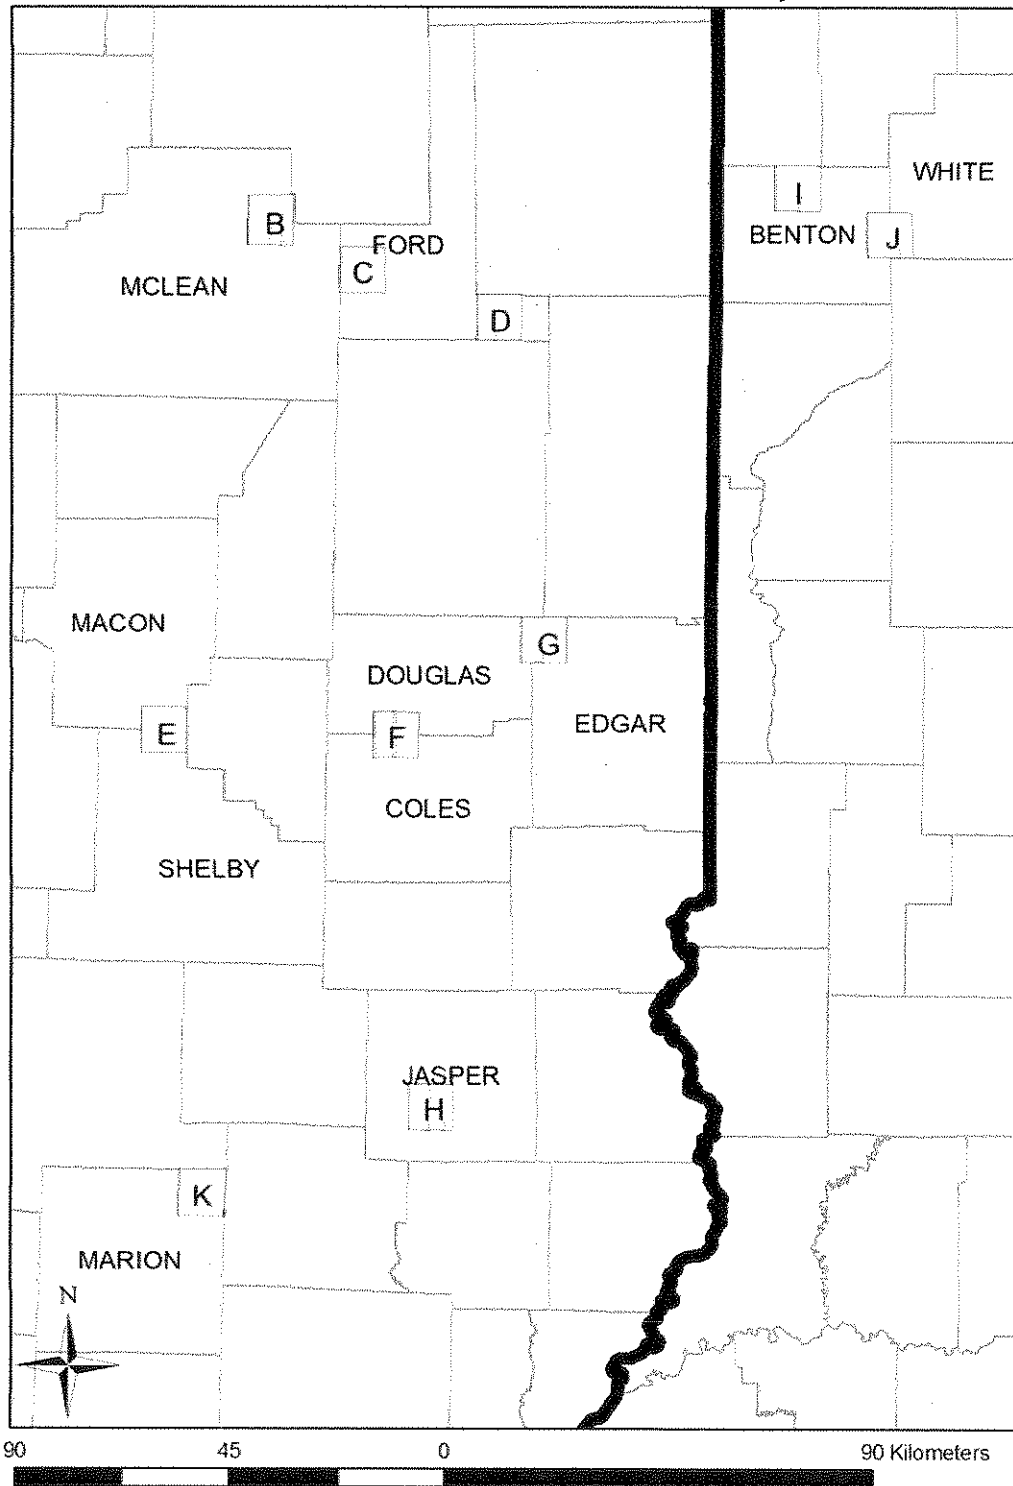 WHITE
I
B
BENTON
J
FORD
C
MCLEAN
D
MACON
G
DOUGLAS
EDGAR
E
F
COLES
SHELBY
JASPER
H
K
MARION
N
90 45 0 90 Kilometers